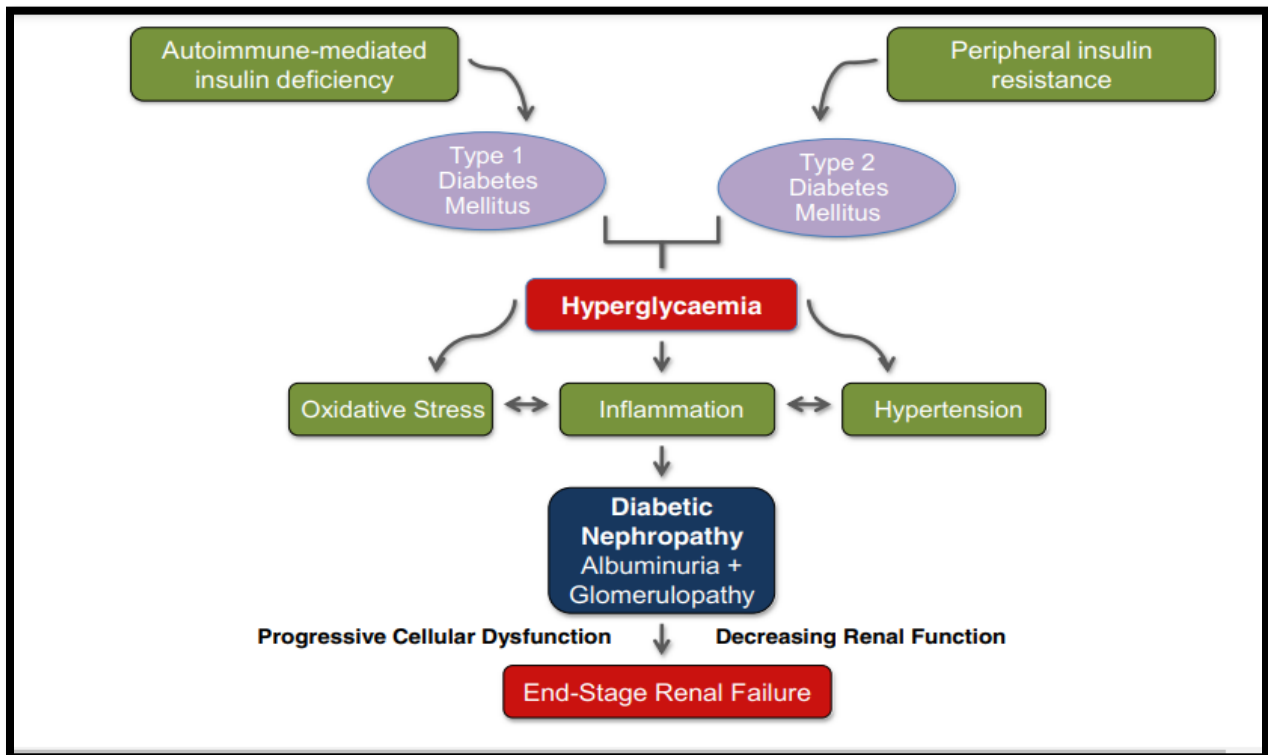 Autoimmune-mediated
insulin deficiency
Peripheral insulin
resistance
Type 1
Diabetes
Mellitus
Type 2
Diabetes
Mellitus
Hyperglycaemia
Oxidative Stress
Inflammation
Hypertension
Diabetic
Nephropathy
Albuminuria +
Glomerulopathy
Progressive Cellular Dysfunction
Decreasing Renal Function
End-Stage Renal Failure